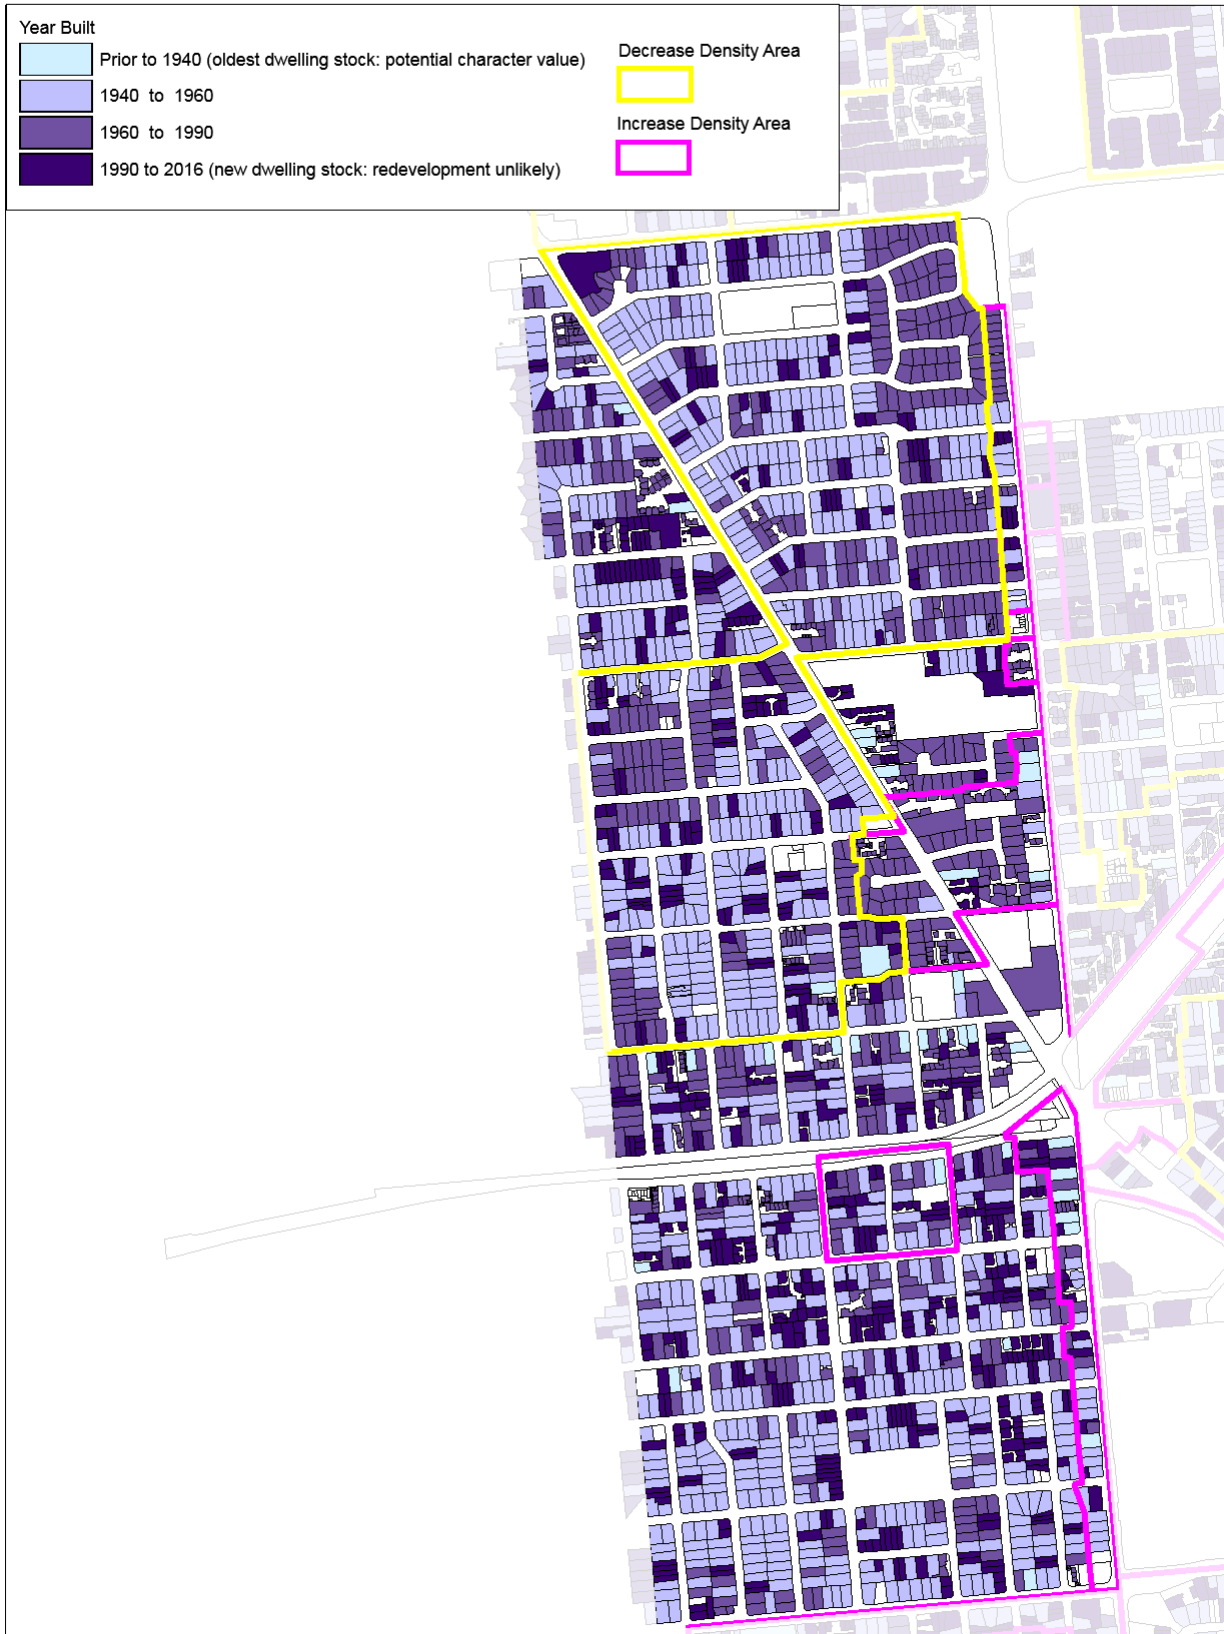 Year Built
Prior to 1940 (oldest dwelling stock: potential character value)
1940 to 1960
1960 to 1990
1990 to 2016 (new dwelling stock: redevelopment unlikely)
Decrease Density Area
Increase Density Area